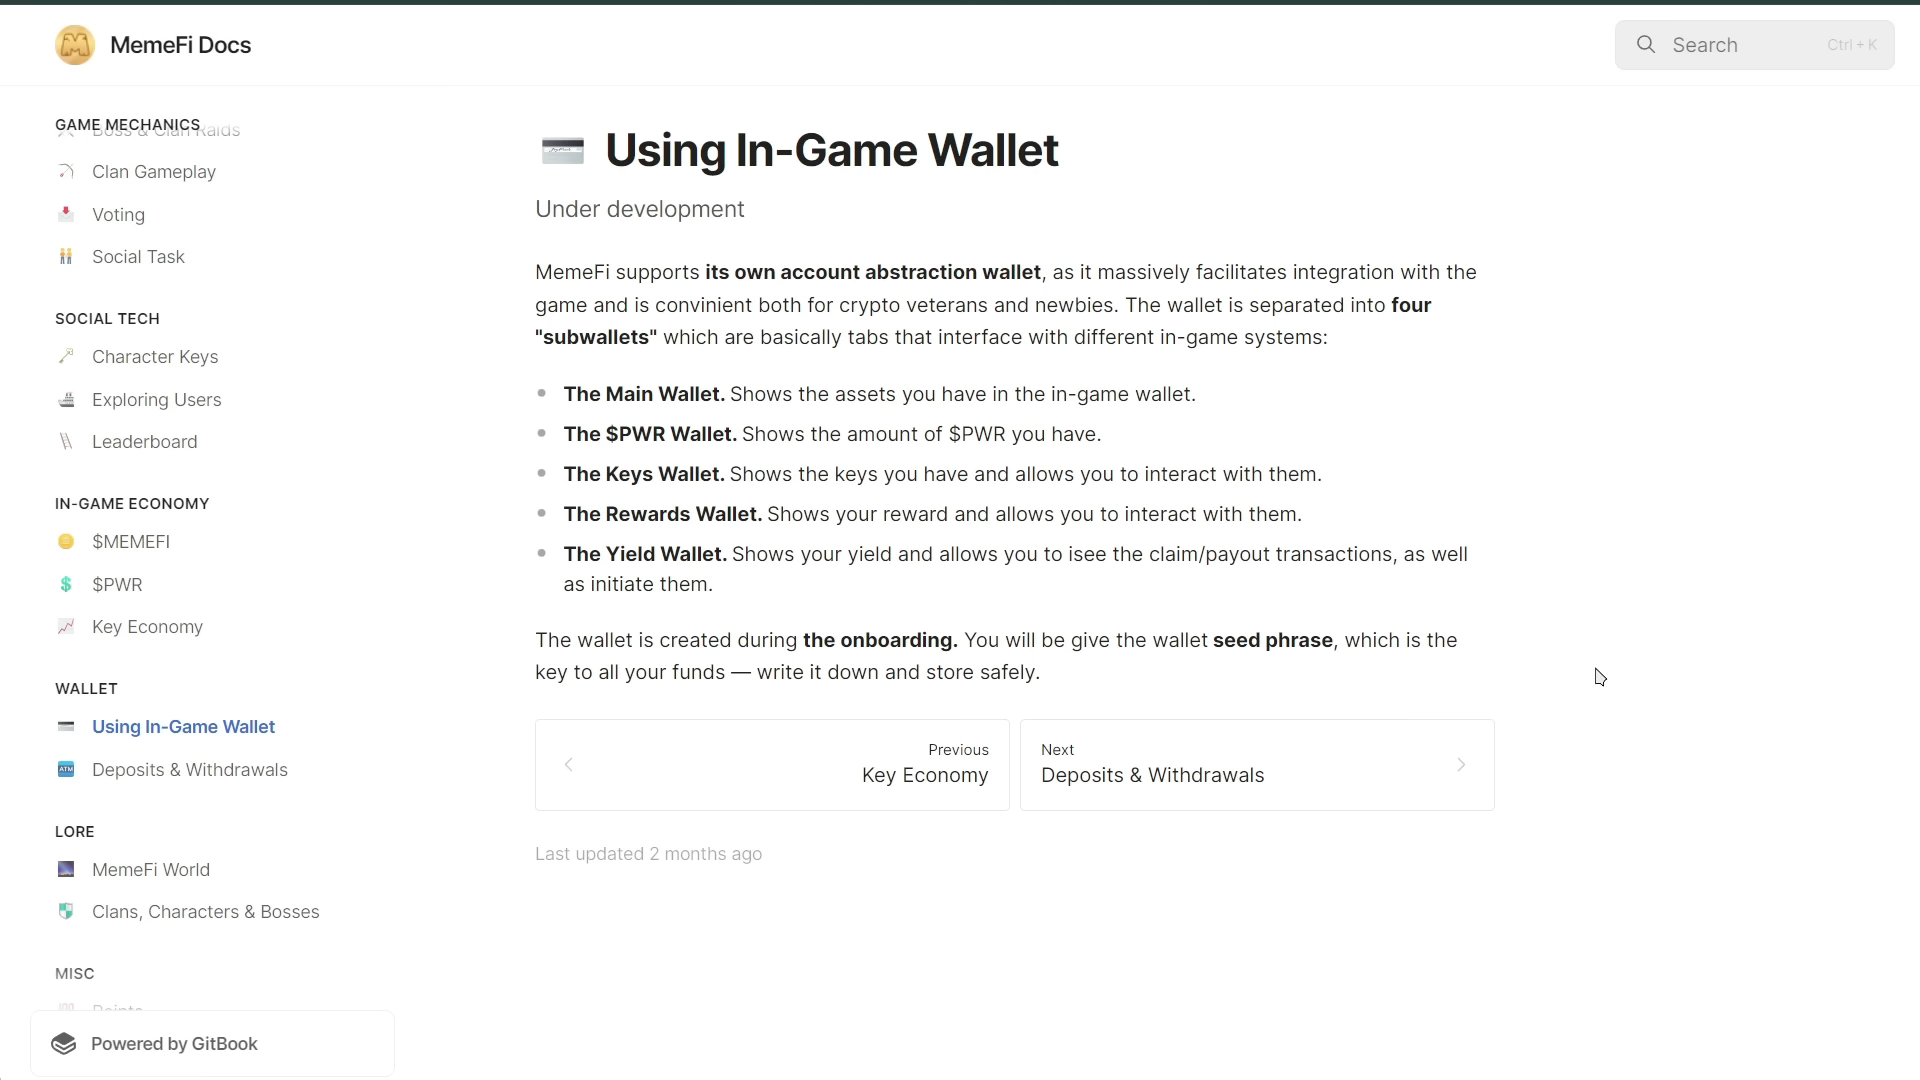 MemeFi Docs
Search
Ctrl + K
GAME MECHANICS
Boss & Clan Raids
Clan Gameplay
Voting
Social Task
SOCIAL TECH
Character Keys
Exploring Users
Leaderboard
IN-GAME ECONOMY
$MEMEFI
$PWR
Key Economy
WALLET
Using In-Game Wallet
ATM
Deposits & Withdrawals
LORE
MemeFi World
Clans, Characters & Bosses
MISC
Points
Powered by GitBook
Using In-Game Wallet
Under development
MemeFi supports its own account abstraction wallet, as it massively facilitates integration with the
game and is convinient both for crypto veterans and newbies. The wallet is separated into four
"subwallets" which are basically tabs that interface with different in-game systems:
The Main Wallet. Shows the assets you have in the in-game wallet.
The $PWR Wallet. Shows the amount of $PWR you have.
The Keys Wallet. Shows the keys you have and allows you to interact with them.
The Rewards Wallet. Shows your reward and allows you to interact with them.
The Yield Wallet. Shows your yield and allows you to isee the claim/payout transactions, as well
as initiate them.
The wallet is created during the onboarding. You will be give the wallet seed phrase, which is the
key to all your funds — write it down and store safely.
Previous
Key Economy
Next
Deposits & Withdrawals
Last updated 2 months ago